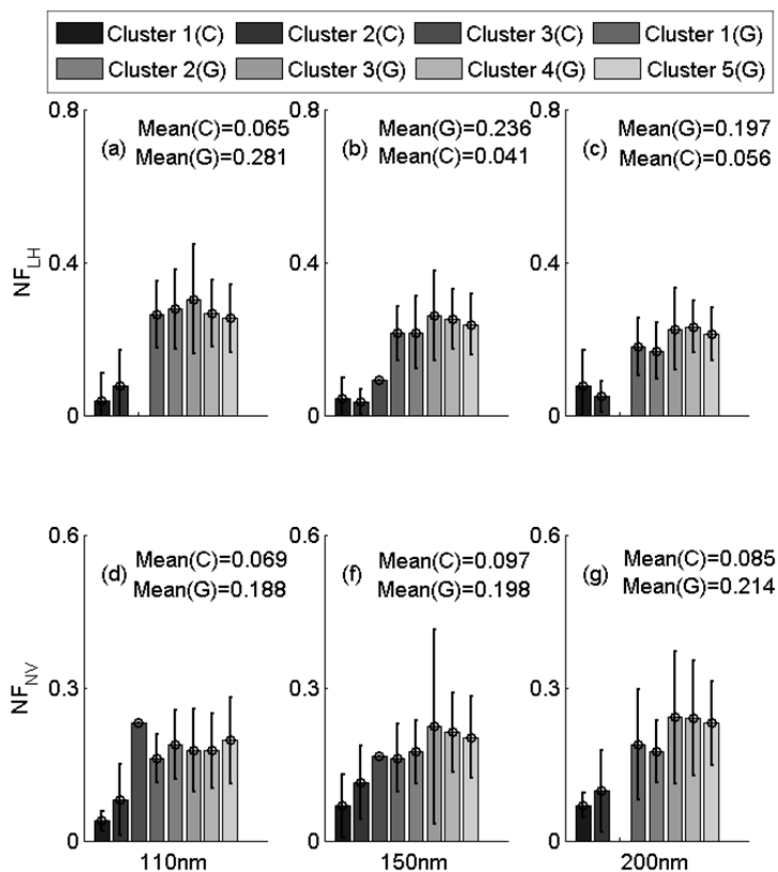 Cluster 1(C) Cluster 2(C) Cluster 3(C) Cluster 1(G)
Cluster 2(G) Cluster 3(G) Cluster 4(G) Cluster 5(G)
0.8
0.4
0
NF_LH
(a)
Mean(C)=0.065
Mean(G)=0.281
0.8
0.4
0
(b)
Mean(G)=0.236
Mean(C)=0.041
0.8
0.4
0
(c)
Mean(G)=0.197
Mean(C)=0.056
0.6
0.3
0
NF_NV
(d)
Mean(C)=0.069
Mean(G)=0.188
110nm
0.6
0.3
0
(f)
Mean(C)=0.097
Mean(G)=0.198
150nm
0.6
0.3
0
(g)
Mean(C)=0.085
Mean(G)=0.214
200nm